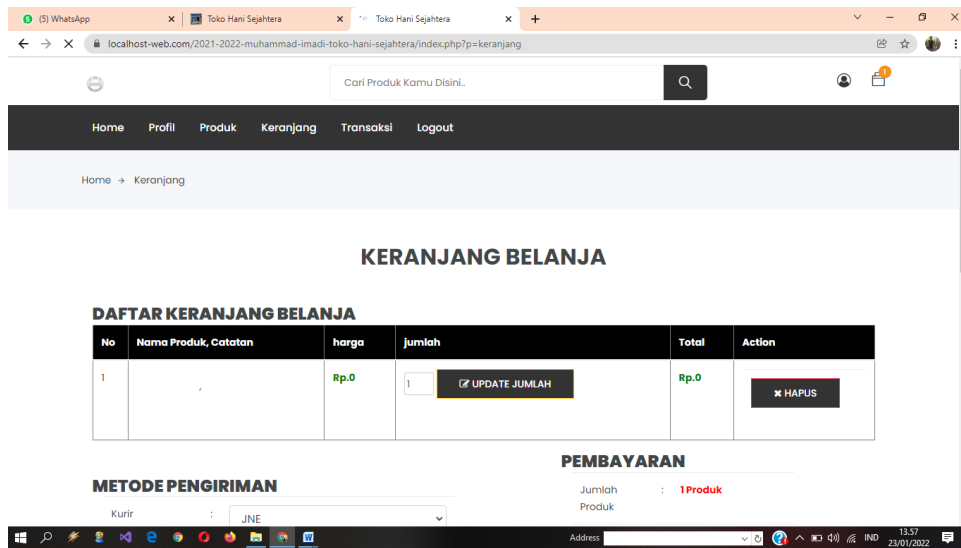 (5) WhatsApp
Toko Hani Sejahtera
Toko Hani Sejahtera
localhost-web.com/2021-2022-muhammad-imadi-toko-hani-sejahtera/index.php?p=keranjang
Cari Produk Kamu Disini..
1
Home Profil Produk Keranjang Transaksi Logout
Home → Keranjang
KERANJANG BELANJA
DAFTAR KERANJANG BELANJA
No Nama Produk, Catatan harga jumlah Total Action
1 , Rp.0 1 UPDATE JUMLAH Rp.0 HAPUS
PEMBAYARAN
METODE PENGIRIMAN
Jumlah Produk : 1 Produk
Kurir : JNE
Address
IND
13.57
23/01/2022